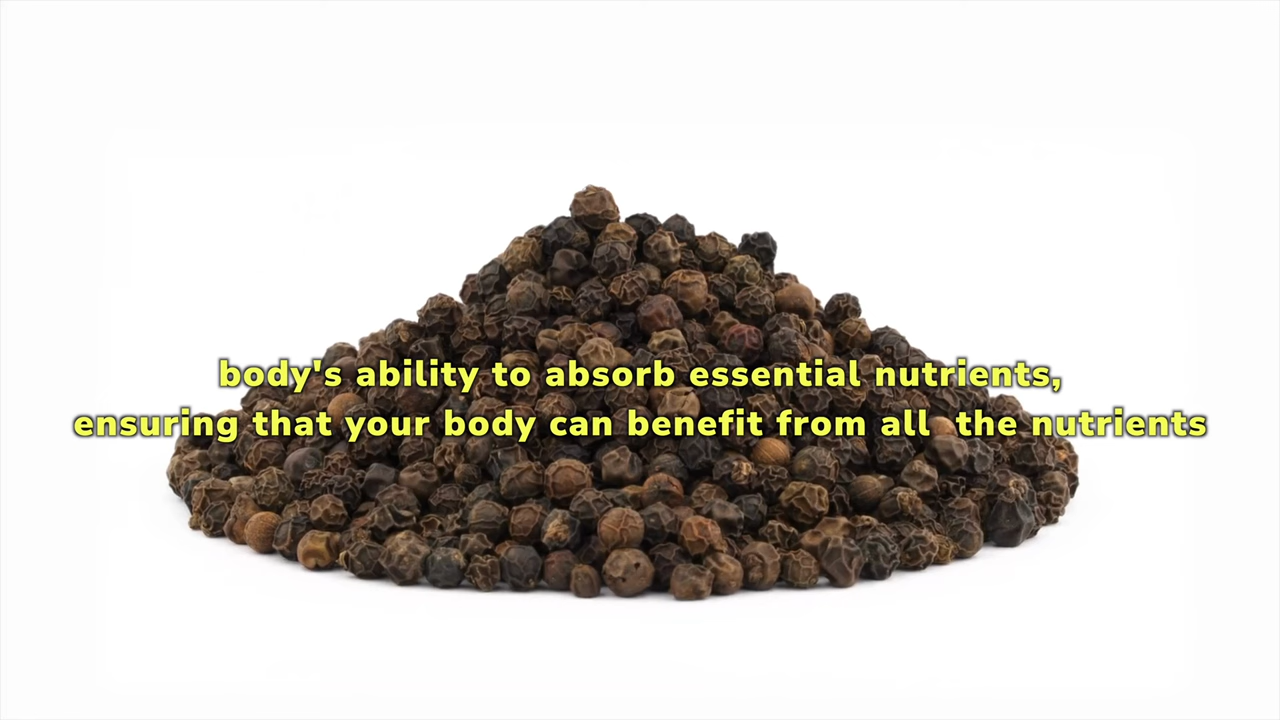 body's ability to absorb essential nutrients,
ensuring that your body can benefit from all  the nutrients